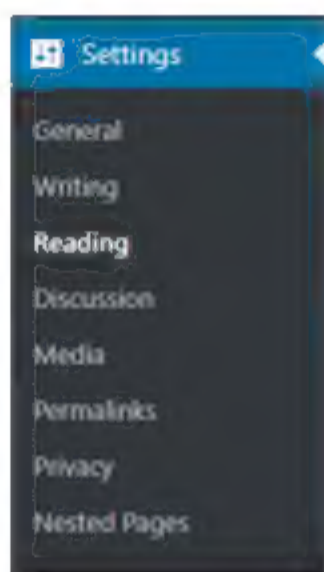 Settings
General
Writing
Reading
Discussion
Media
Permalinks
Privacy
Nested Pages